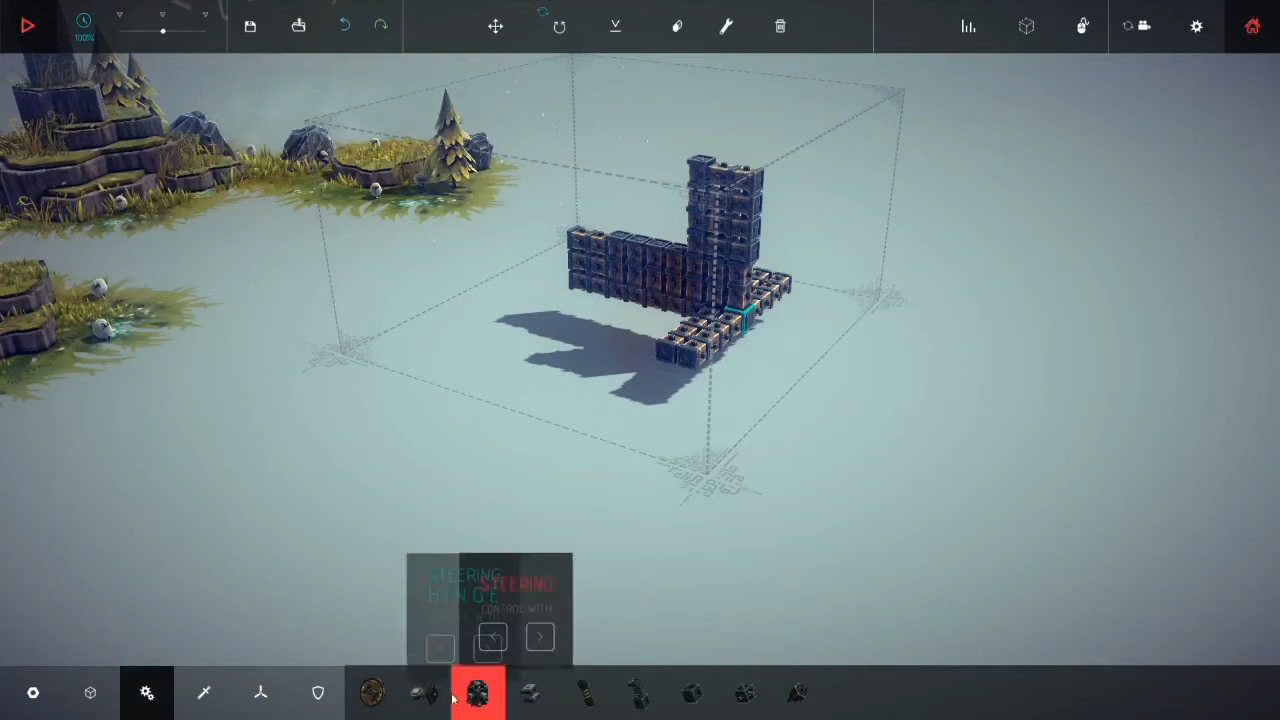 100%
STEERING
HINGE
STEERING
CONTROL WITH